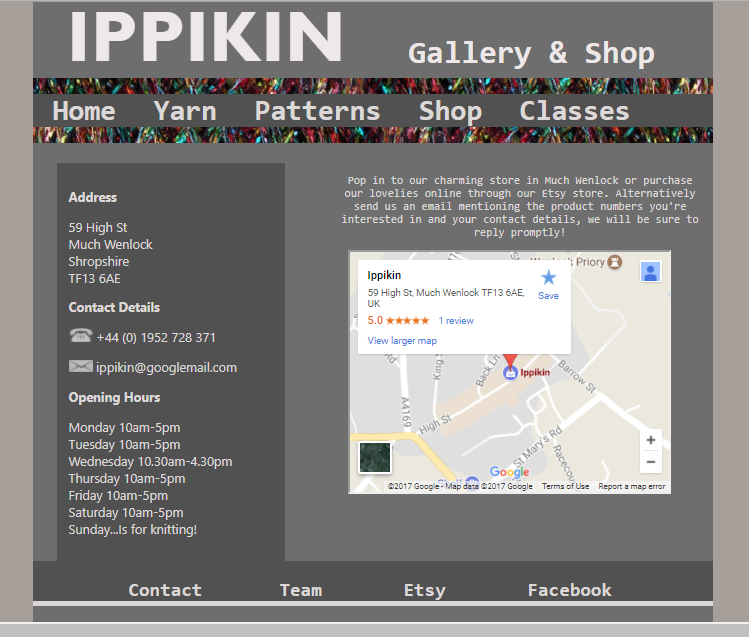 IPPIKIN
Gallery & Shop
Home Yarn Patterns Shop Classes
Address
59 High St
Much Wenlock
Shropshire
TF13 6AE
Contact Details
+44 (0) 1952 728 371
ippikin@googlemail.com
Opening Hours
Monday 10am-5pm
Tuesday 10am-5pm
Wednesday 10.30am-4.30pm
Thursday 10am-5pm
Friday 10am-5pm
Saturday 10am-5pm
Sunday...Is for knitting!
Pop in to our charming store in Much Wenlock or purchase
our lovelies online through our Etsy store. Alternatively
send us an email mentioning the product numbers you're
interested in and your contact details, we will be sure to
reply promptly!
Priory
Ippikin
59 High St, Much Wenlock TF13 6AE,
UK
Save
5.0 1 review
View larger map
Back Ln
Ippikin
Barrow St
A4169
High St
St Mary's Rd
Google
©2017 Google - Map data ©2017 Google Terms of Use Report a map error
Contact Team Etsy Facebook